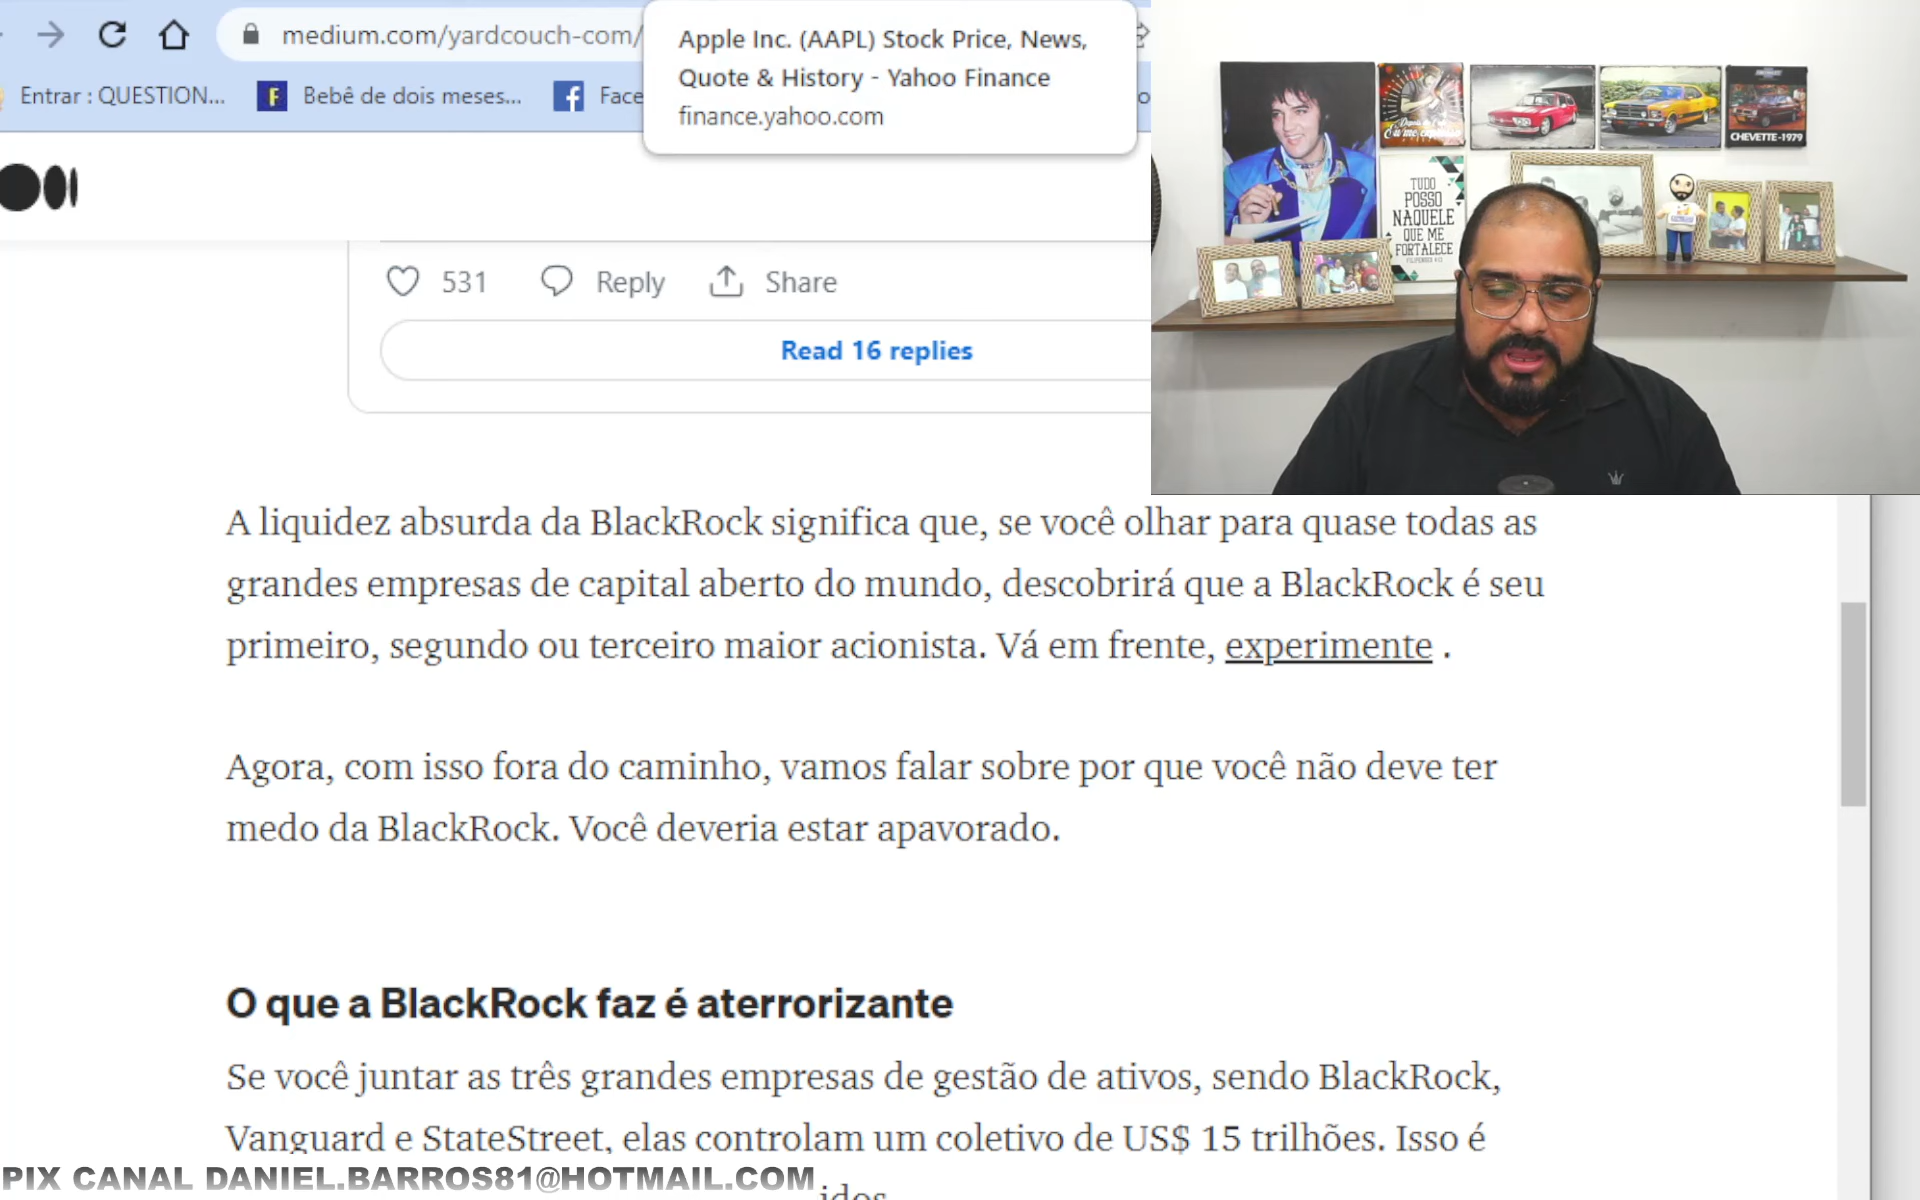 medium.com/yardcouch-com/
Apple Inc. (AAPL) Stock Price, News,
Quote & History - Yahoo Finance
finance.yahoo.com
Entrar : QUESTION...
F
Bebê de dois meses...
Face
531
Reply
Share
Read 16 replies
CHEVETTE-1979
TUDO
POSSO
NAQUELE
QUE ME
FORTALECE
A liquidez absurda da BlackRock significa que, se você olhar para quase todas as
grandes empresas de capital aberto do mundo, descobrirá que a BlackRock é seu
primeiro, segundo ou terceiro maior acionista. Vá em frente, experimente .
Agora, com isso fora do caminho, vamos falar sobre por que você não deve ter
medo da BlackRock. Você deveria estar apavorado.
O que a BlackRock faz é aterrorizante
Se você juntar as três grandes empresas de gestão de ativos, sendo BlackRock,
Vanguard e StateStreet, elas controlam um coletivo de US$ 15 trilhões. Isso é
PIX CANAL DANIEL.BARROS81@HOTMAIL.COM